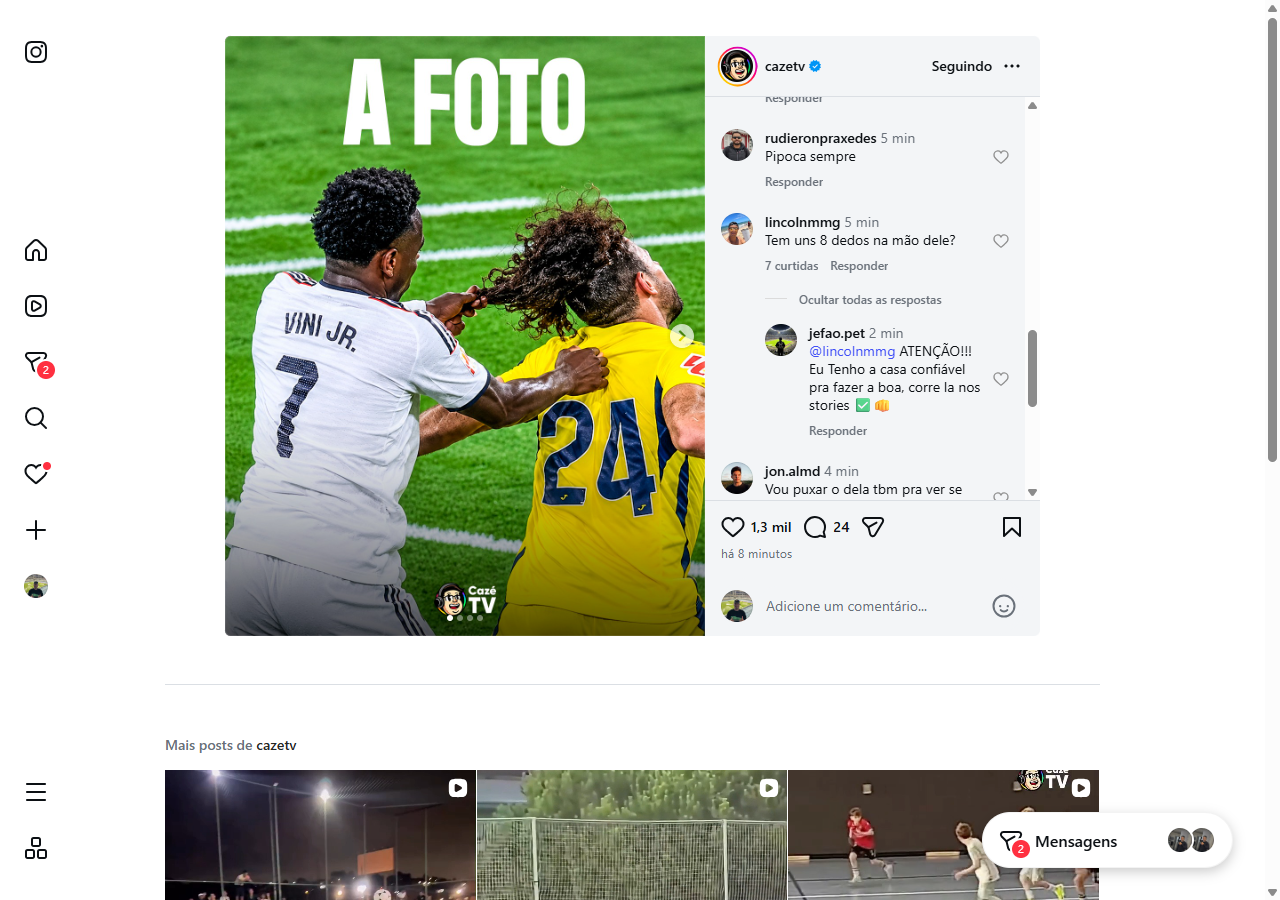 A FOTO
VINI JR.
7
24
Cazé
TV
cazetv
Seguindo
Responder
rudieronpraxedes 5 min
Pipoca sempre
Responder
lincolnmmg 5 min
Tem uns 8 dedos na mão dele?
7 curtidas Responder
Ocultar todas as respostas
jefao.pet 2 min
@lincolnmmg ATENÇÃO!!!
Eu Tenho a casa confiável
pra fazer a boa, corre la nos
stories ✅ 👊
Responder
jon.almd 4 min
Vou puxar o dela tbm pra ver se
1,3 mil
24
há 8 minutos
Adicione um comentário...
2
Mais posts de cazetv
Cazé
TV
2
Mensagens